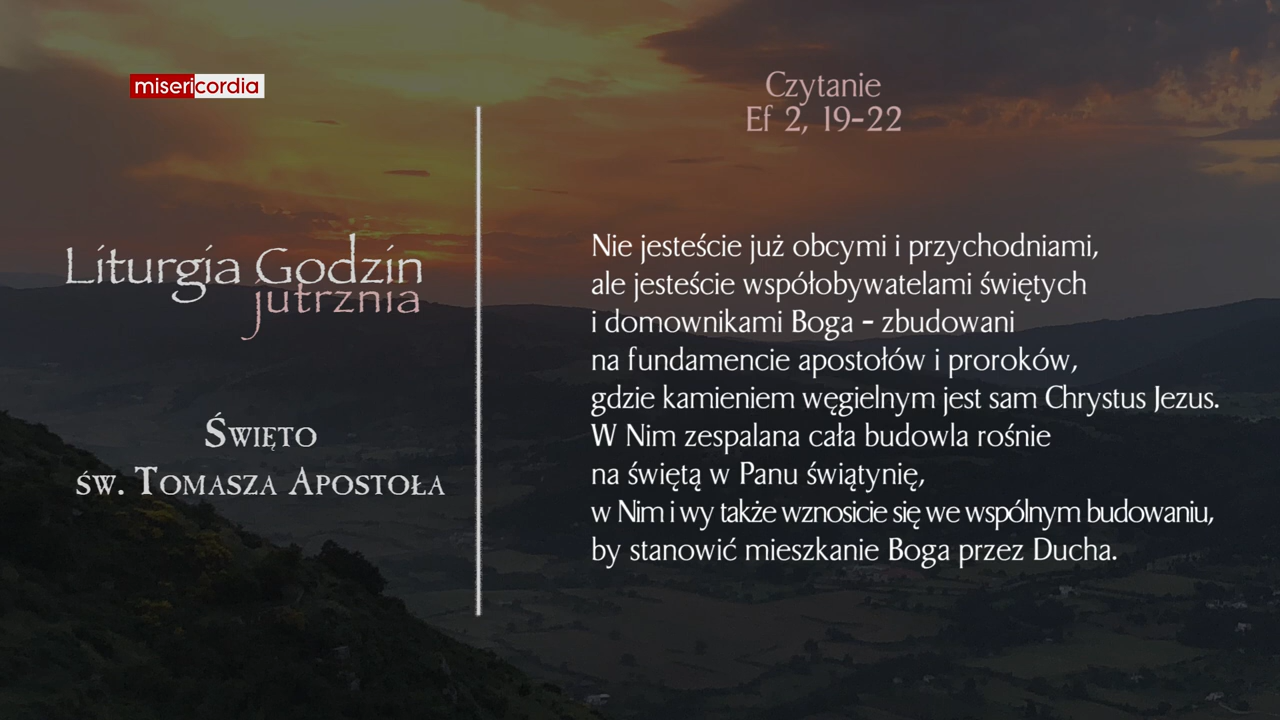 misericordia
Liturgia Godzin
jutrznia
Święto
św. Tomasza Apostoła
Czytanie
Ef 2, 19-22
Nie jesteście już obcymi i przychodniami,
ale jesteście współobywatelami świętych
i domownikami Boga - zbudowani
na fundamencie apostołów i proroków,
gdzie kamieniem węgielnym jest sam Chrystus Jezus.
W Nim zespalana cała budowla rośnie
na świętą w Panu świątynię,
w Nim i wy także wznosicie się we wspólnym budowaniu,
by stanowić mieszkanie Boga przez Ducha.